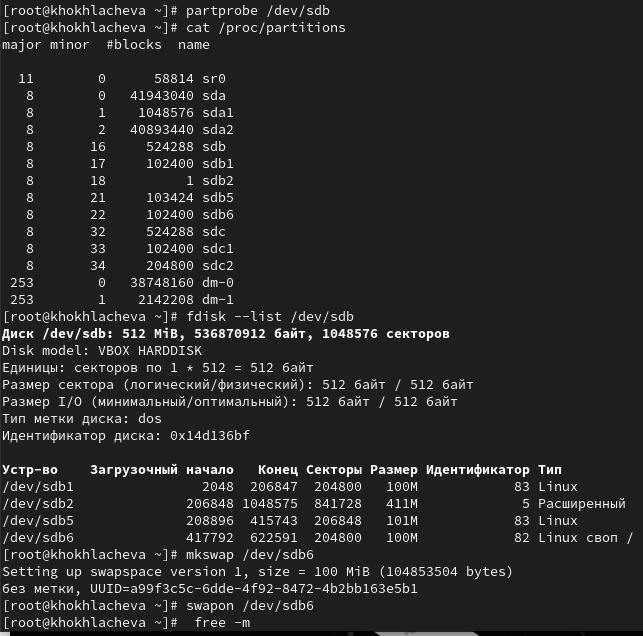 [root@khokhlacheva ~]# partprobe /dev/sdb
[root@khokhlacheva ~]# cat /proc/partitions
major minor  #blocks  name

  11        0      58814 sr0
   8        0   41943040 sda
   8        1    1048576 sda1
   8        2   40893440 sda2
   8       16     524288 sdb
   8       17     102400 sdb1
   8       18          1 sdb2
   8       21     103424 sdb5
   8       22     102400 sdb6
   8       32     524288 sdc
   8       33     102400 sdc1
   8       34     204800 sdc2
 253        0   38748160 dm-0
 253        1    2142208 dm-1
[root@khokhlacheva ~]# fdisk --list /dev/sdb
Диск /dev/sdb: 512 MiB, 536870912 байт, 1048576 секторов
Disk model: VBOX HARDDISK
Единицы: секторов по 1 * 512 = 512 байт
Размер сектора (логический/физический): 512 байт / 512 байт
Размер I/O (минимальный/оптимальный): 512 байт / 512 байт
Тип метки диска: dos
Идентификатор диска: 0x14d136bf

Устр-во    Загрузочный начало   Конец Секторы Размер Идентификатор Тип
/dev/sdb1                2048  206847  204800   100M            83 Linux
/dev/sdb2              206848 1048575  841728   411M             5 Расширенный
/dev/sdb5              208896  415743  206848   101M            83 Linux
/dev/sdb6              417792  622591  204800   100M            82 Linux своп /
[root@khokhlacheva ~]# mkswap /dev/sdb6
Setting up swapspace version 1, size = 100 MiB (104853504 bytes)
без метки, UUID=a99f3c5c-6dde-4f92-8472-4b2bb163e5b1
[root@khokhlacheva ~]# swapon /dev/sdb6
[root@khokhlacheva ~]#  free -m